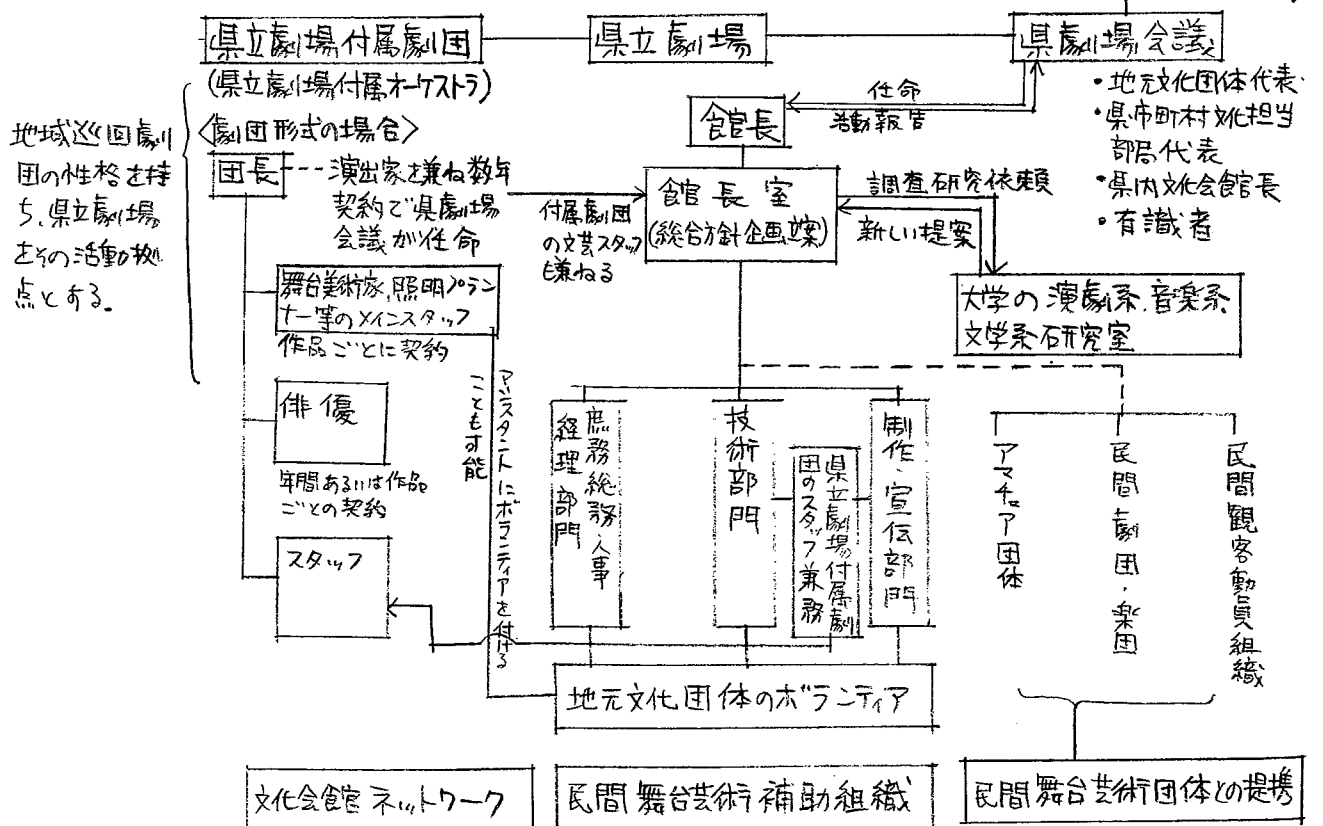 県立劇場付属劇団
(県立劇場付属オーケストラ)
県立劇場
県劇場会議
・地元文化団体代表
・県市町村文化担当
部局代表
・県内文化会館長
・有識者
任命
活動報告
館長
地域巡回劇
団の性格を持
ち、県立劇場
をその活動拠
点とする。
〈劇団形式の場合〉
団長
演出家を兼ね数年
契約で県劇場
会議が任命
付属劇団
の文芸スタッフ
も兼ねる
館長室
(総合方針企画立案)
調査研究依頼
新しい提案
大学の演劇系、音楽系、
文学系研究室
舞台美術家、照明プラン
ナー等のメインスタッフ
作品ごとに契約
アシスタントにボランティアを付ける
ことも可能
俳優
年間あるいは作品
ごとの契約
スタッフ
庶務総務・人事
経理部門
技術部門
県立劇場付属劇
団のスタッフ兼務
制作・宣伝部門
アマチュア団体
民間劇団・楽団
民間観客動員組織
地元文化団体のボランティア
文化会館ネットワーク
民間舞台芸術補助組織
民間舞台芸術団体との提携